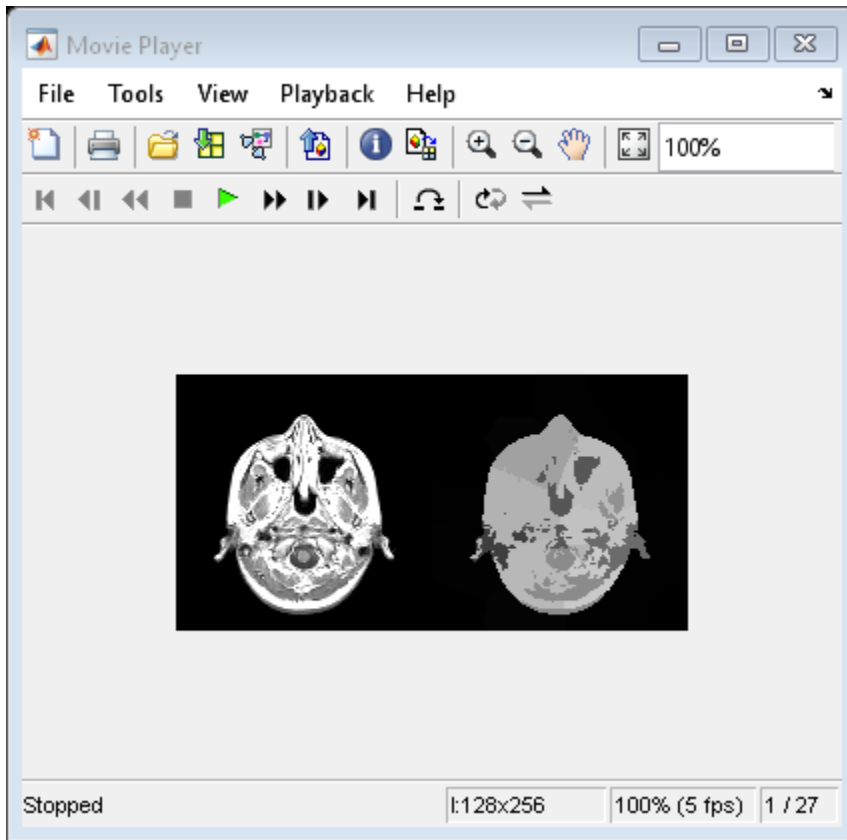 Movie Player
File Tools View Playback Help
100%
Stopped I:128x256 100% (5 fps) 1 / 27